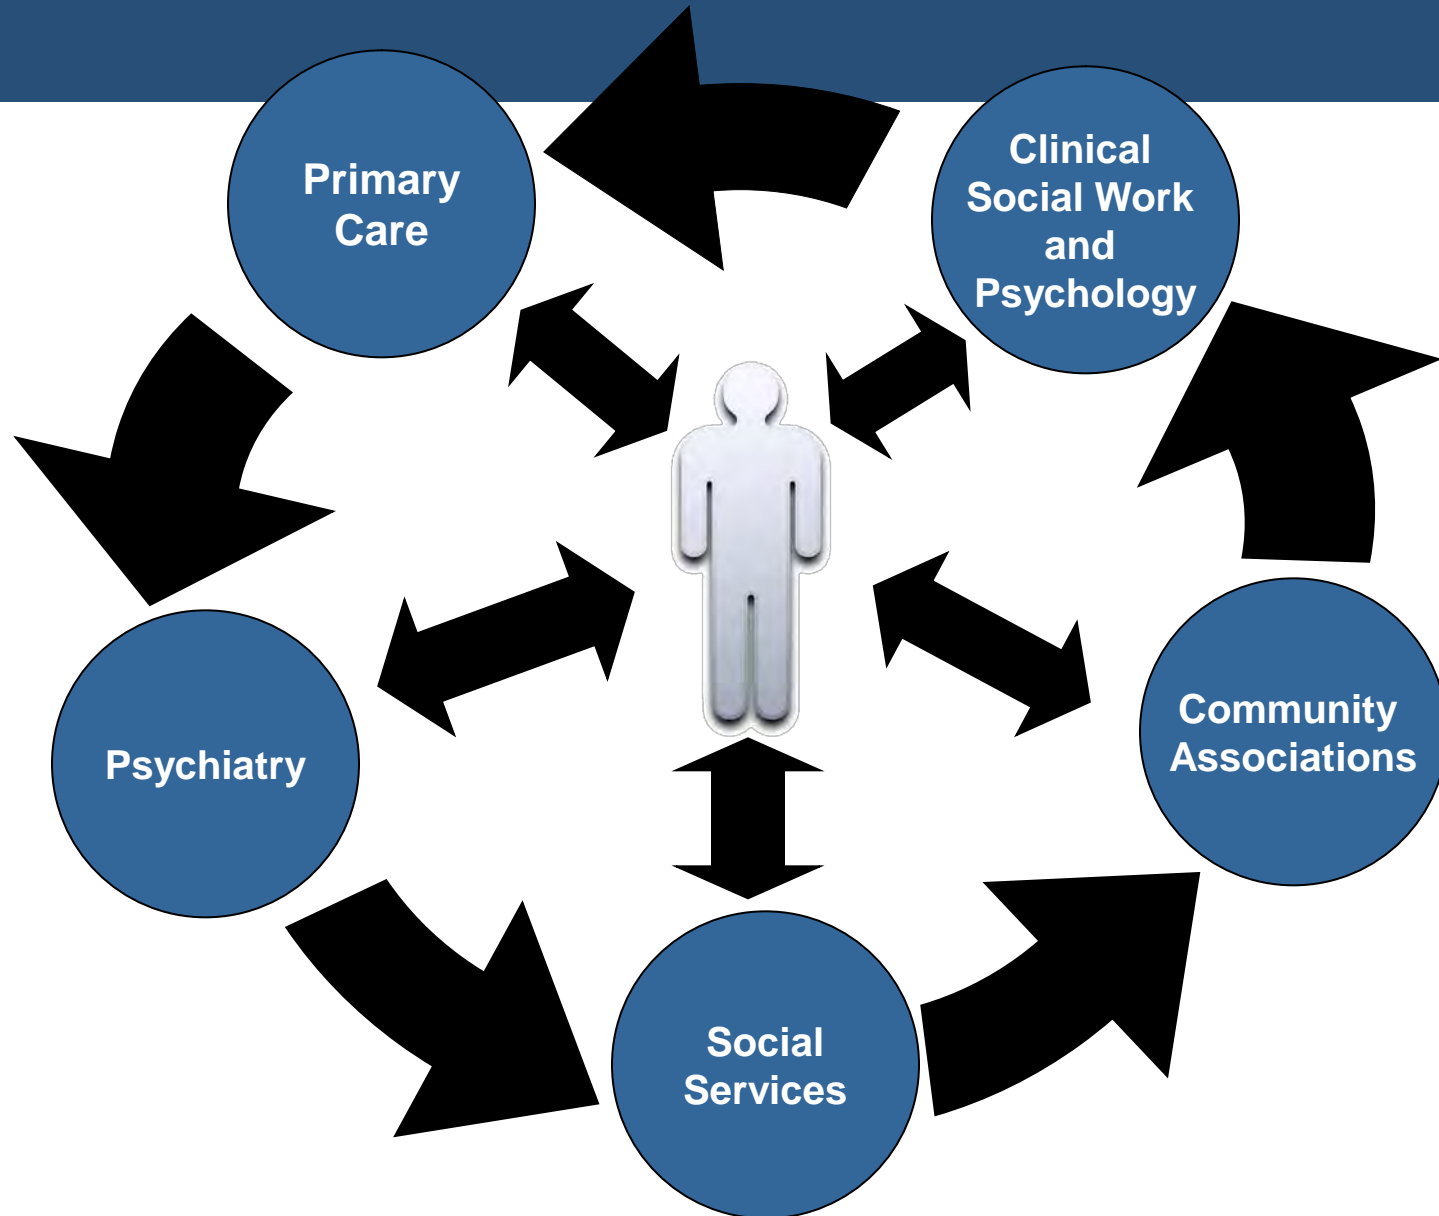 Primary
Care
Clinical
Social Work
and
Psychology
Psychiatry
Community
Associations
Social
Services